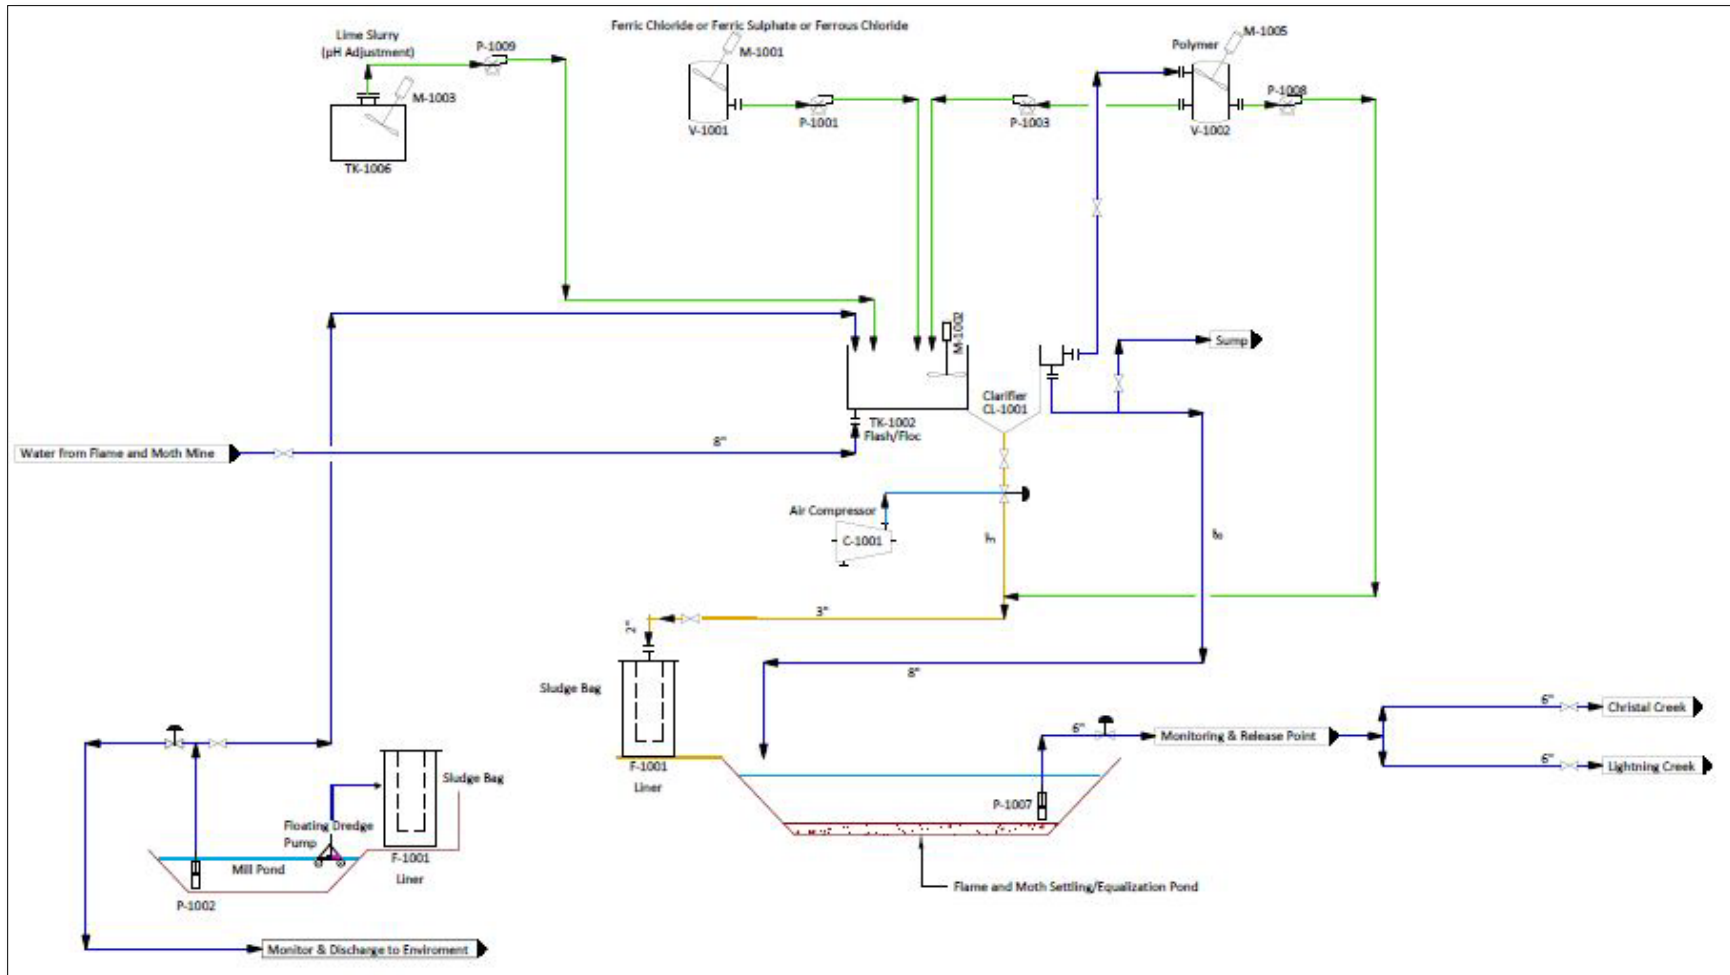 Ferric Chloride or Ferric Sulphate or Ferrous Chloride
Lime Slurry
(pH Adjustment)
P-1009
M-1003
TK-1006
M-1001
V-1001
P-1001
P-1003
Polymer
M-1005
P-1008
V-1002
M-1002
Sump
Clarifier
CL-1001
TK-1002
Flash/Floc
Water from Flame and Moth Mine
8"
Air Compressor
C-1001
3"
8"
3"
2"
8"
Sludge Bag
F-1001
Liner
6"
Monitoring & Release Point
6"
Christal Creek
6"
Lightning Creek
P-1007
Flame and Moth Settling/Equalization Pond
Sludge Bag
Floating Dredge
Pump
Mill Pond
F-1001
Liner
P-1002
Monitor & Discharge to Enviroment